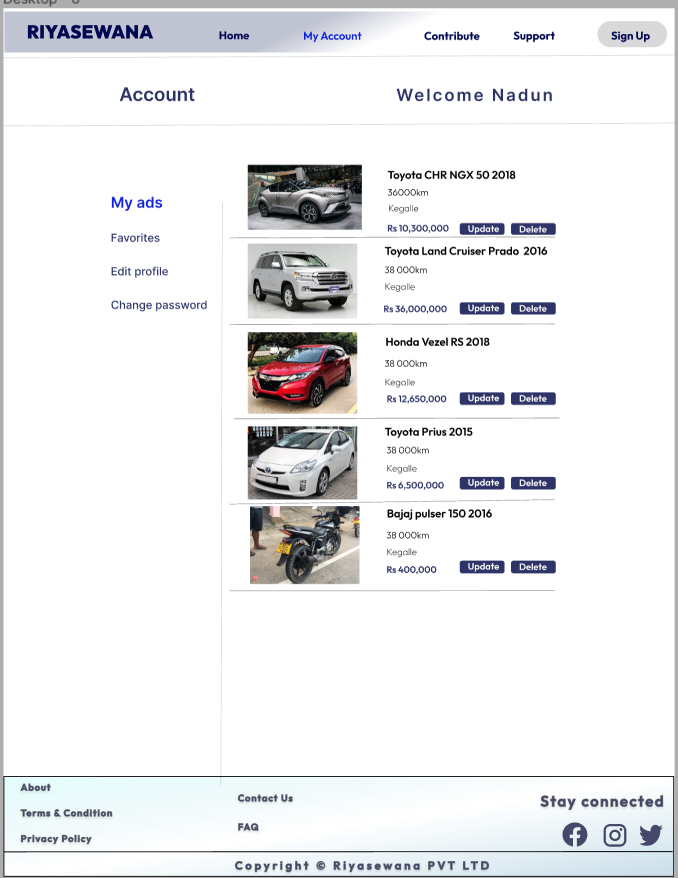 Desktop - 6
RIYASEWANA
Home
My Account
Contribute
Support
Sign Up
Account
Welcome Nadun
My ads
Favorites
Edit profile
Change password
Toyota CHR NGX 50 2018
36000km
Kegalle
Rs 10,300,000
Update
Delete
Toyota Land Cruiser Prado 2016
38 000km
Kegalle
Rs 36,000,000
Update
Delete
Honda Vezel RS 2018
38 000km
Kegalle
Rs 12,650,000
Update
Delete
Toyota Prius 2015
38 000km
Kegalle
Rs 6,500,000
Update
Delete
Bajaj pulser 150 2016
38 000km
Kegalle
Rs 400,000
Update
Delete
About
Terms & Condition
Privacy Policy
Contact Us
FAQ
Stay connected
Copyright © Riyasewana PVT LTD